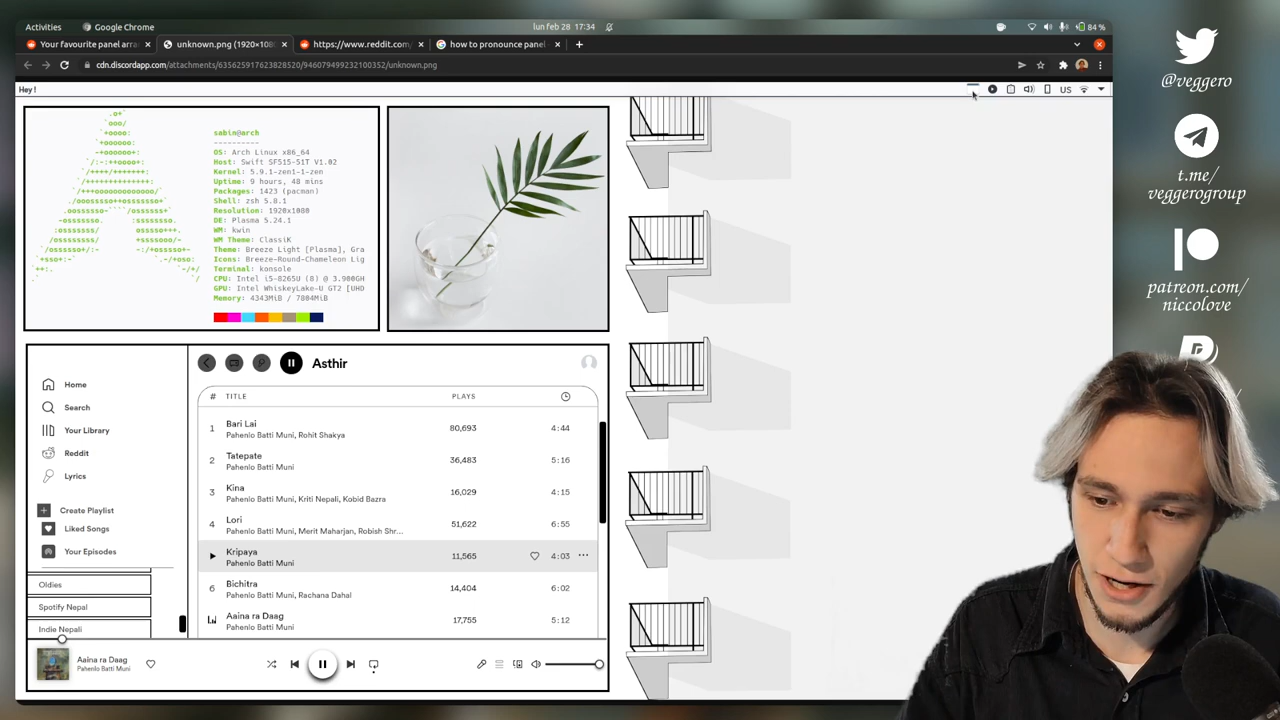 Activities
Google Chrome
lun feb 28 17:34
84 %
Your favourite panel arra
unknown.png (1920×108
https://www.reddit.com/
how to pronounce panel
cdn.discordapp.com/attachments/635625917623828520/946079499232100352/unknown.png
Hey !
US
sabin@arch
----------
OS: Arch Linux x86_64
Host: Swift SF515-51T V1.02
Kernel: 5.9.1-zen1-1-zen
Uptime: 9 hours, 48 mins
Packages: 1423 (pacman)
Shell: zsh 5.8.1
Resolution: 1920x1080
DE: Plasma 5.24.1
WM: kwin
WM Theme: ClassiK
Theme: Breeze Light [Plasma], Gra
Icons: Breeze-Round-Chameleon Lig
Terminal: konsole
CPU: Intel i5-8265U (8) @ 3.900GH
GPU: Intel WhiskeyLake-U GT2 [UHD
Memory: 4343MiB / 7804MiB
Home
Search
Your Library
Reddit
Lyrics
Create Playlist
Liked Songs
Your Episodes
Oldies
Spotify Nepal
Indie Nepali
Asthir
# TITLE PLAYS
1 Bari Lai 80,693 4:44
Pahenlo Batti Muni, Rohit Shakya
2 Tatepate 36,483 5:16
Pahenlo Batti Muni
3 Kina 16,029 4:15
Pahenlo Batti Muni, Kriti Nepali, Kobid Bazra
4 Lori 51,622 6:55
Pahenlo Batti Muni, Merit Maharjan, Robish Shr...
Kripaya 11,565 4:03
Pahenlo Batti Muni
6 Bichitra 14,404 6:02
Pahenlo Batti Muni, Rachana Dahal
Aaina ra Daag 17,755 5:12
Pahenlo Batti Muni
Aaina ra Daag
Pahenlo Batti Muni
@veggero
t.me/
veggerogroup
patreon.com/
niccolove